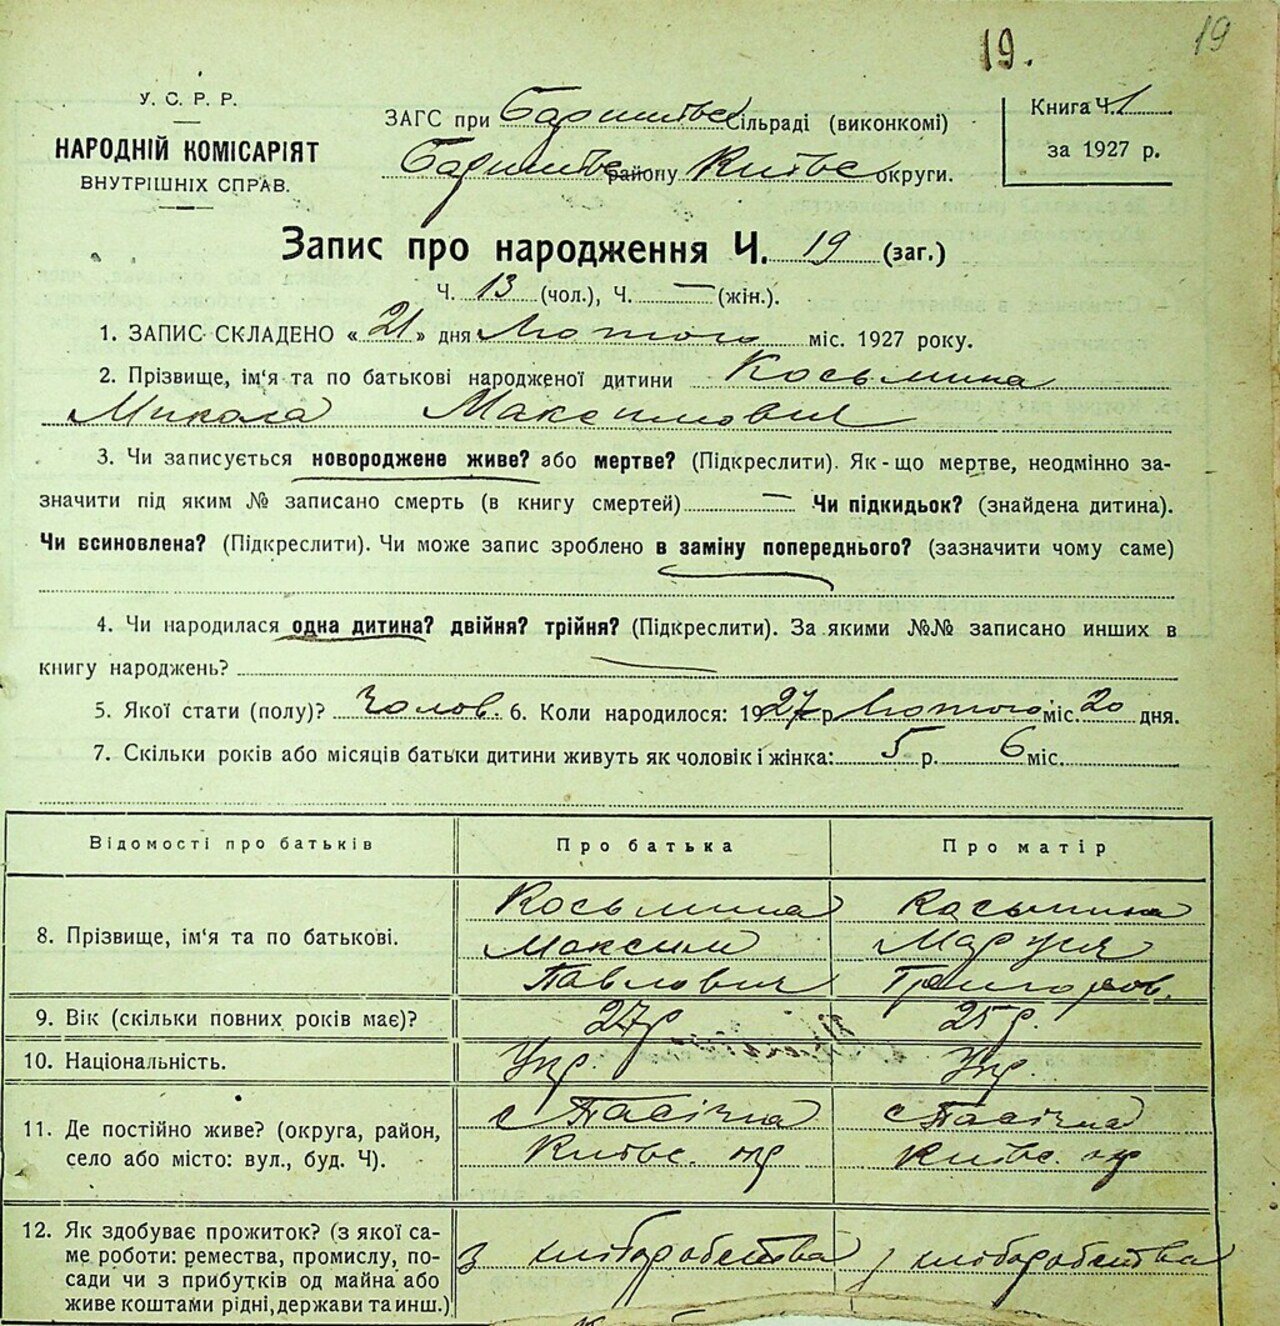 19.
19
У. С. Р. Р.
НАРОДНІЙ КОМІСАРІЯТ
ВНУТРІШНІХ СПРАВ.
ЗАГС при Баришівс Сільраді (виконкомі)
Баришівс району Київс округи.
Книга Ч. 1
за 1927 р.
Запис про народження Ч. 19 (заг.)
Ч. 13 (чол.), Ч. — (жін.).
1. ЗАПИС СКЛАДЕНО «21» дня Лютого міс. 1927 року.
2. Прізвище, ім'я та по батькові народженої дитини Косьмина
Микола Максимович
3. Чи записується новороджене живе? або мертве? (Підкреслити). Як-що мертве, неодмінно за-
значити під яким № записано смерть (в книгу смертей) — Чи підкидьок? (знайдена дитина).
Чи всиновлена? (Підкреслити). Чи може запис зроблено в заміну попереднього? (зазначити чому саме)
4. Чи народилася одна дитина? двійня? трійня? (Підкреслити). За якими №№ записано инших в
книгу народжень? —
5. Якої стати (полу)? Чолов. 6. Коли народилося: 1927 р. Лютого міс. 20 дня.
7. Скільки років або місяців батьки дитини живуть як чоловік і жінка: 5 р. 6 міс.
Відомості про батьків Про батька Про матір
8. Прізвище, ім'я та по батькові.
Косьмина
Максим
Павлович
Косьмина
Маруся
Григоров.
9. Вік (скільки повних років має)? 27р 25р.
10. Національність. Укр. Укр.
11. Де постійно живе? (округа, район,
село або місто: вул., буд. Ч).
с Пасічна
Київс. окр
с Пасічна
Київс. окр
12. Як здобуває прожиток? (з якої са-
ме роботи: ремества, промислу, по-
сади чи з прибутків од майна або
живе коштами рідні, держави та инш.)
з хліборобства
з хліборобства